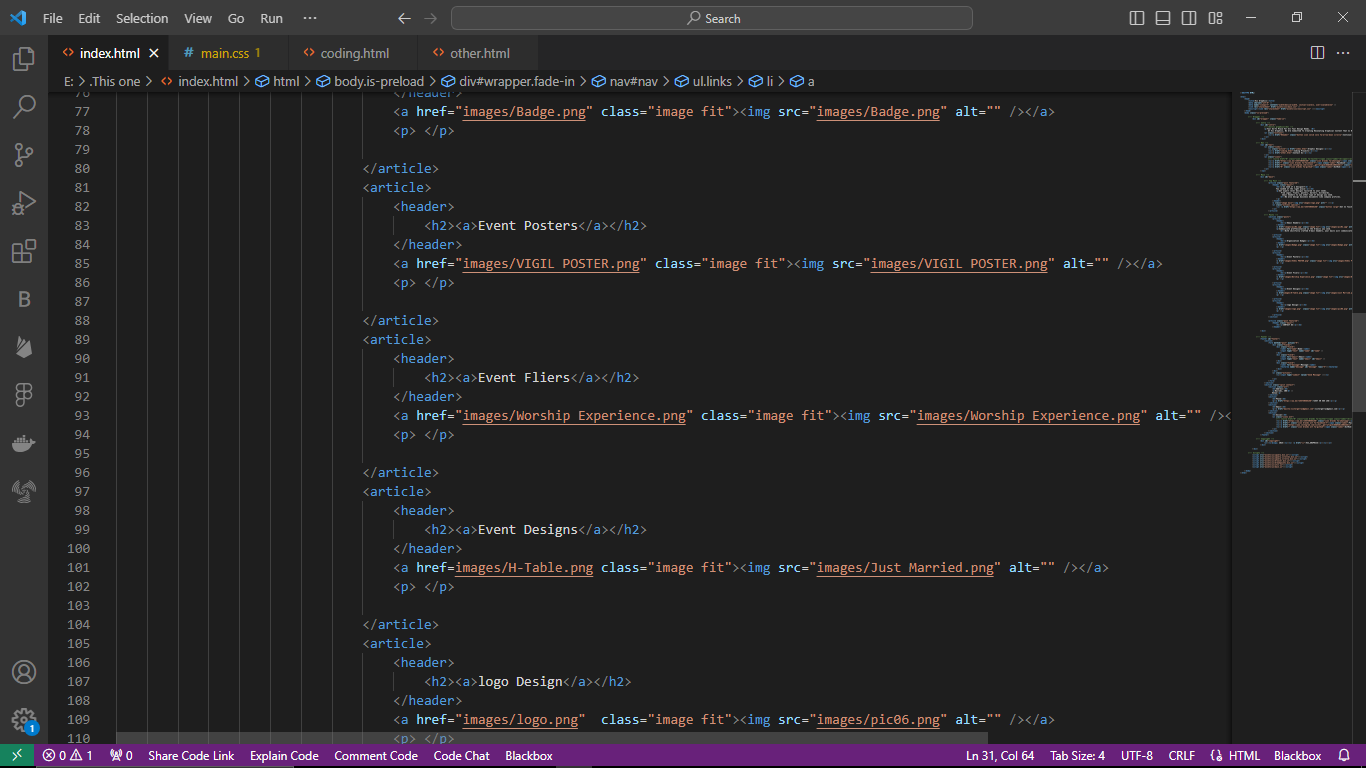 File Edit Selection View Go Run ··· Search
index.html main.css 1 coding.html other.html
E: > .This one > index.html > html > body.is-preload > div#wrapper.fade-in > nav#nav > ul.links > li > a
76 </header>
77 <a href="images/Badge.png" class="image fit"><img src="images/Badge.png" alt="" /></a>
78 <p> </p>
79
80 </article>
81 <article>
82 <header>
83 <h2><a>Event Posters</a></h2>
84 </header>
85 <a href="images/VIGIL POSTER.png" class="image fit"><img src="images/VIGIL POSTER.png" alt="" /></a>
86 <p> </p>
87
88 </article>
89 <article>
90 <header>
91 <h2><a>Event Fliers</a></h2>
92 </header>
93 <a href="images/Worship Experience.png" class="image fit"><img src="images/Worship Experience.png" alt="" /><
94 <p> </p>
95
96 </article>
97 <article>
98 <header>
99 <h2><a>Event Designs</a></h2>
100 </header>
101 <a href=images/H-Table.png class="image fit"><img src="images/Just Married.png" alt="" /></a>
102 <p> </p>
103
104 </article>
105 <article>
106 <header>
107 <h2><a>logo Design</a></h2>
108 </header>
109 <a href="images/logo.png"  class="image fit"><img src="images/pic06.png" alt="" /></a>
110 <p> </p>
B
1
0 1 0 Share Code Link Explain Code Comment Code Code Chat Blackbox Ln 31, Col 64 Tab Size: 4 UTF-8 CRLF HTML Blackbox